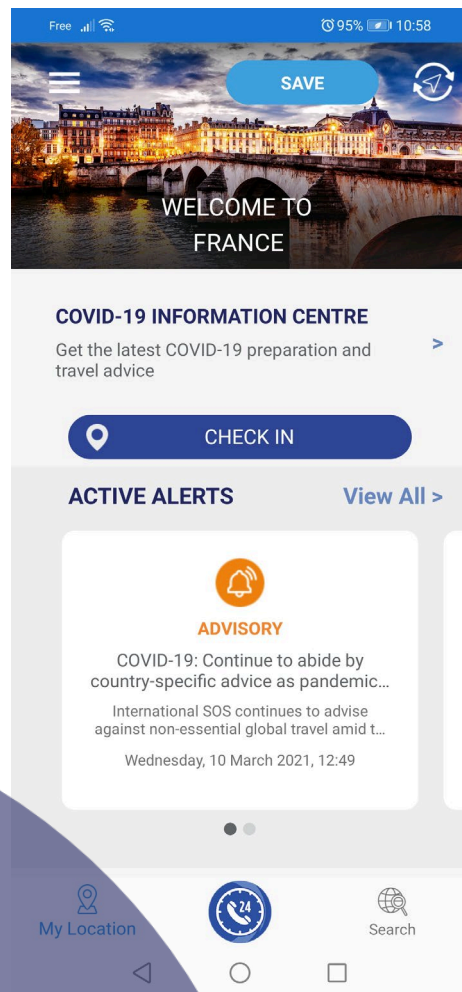 Free 95% 10:58
SAVE
WELCOME TO
FRANCE
COVID-19 INFORMATION CENTRE
Get the latest COVID-19 preparation and
travel advice
>
CHECK IN
ACTIVE ALERTS View All >
ADVISORY
COVID-19: Continue to abide by
country-specific advice as pandemic...
International SOS continues to advise
against non-essential global travel amid t...
Wednesday, 10 March 2021, 12:49
24
My Location Search